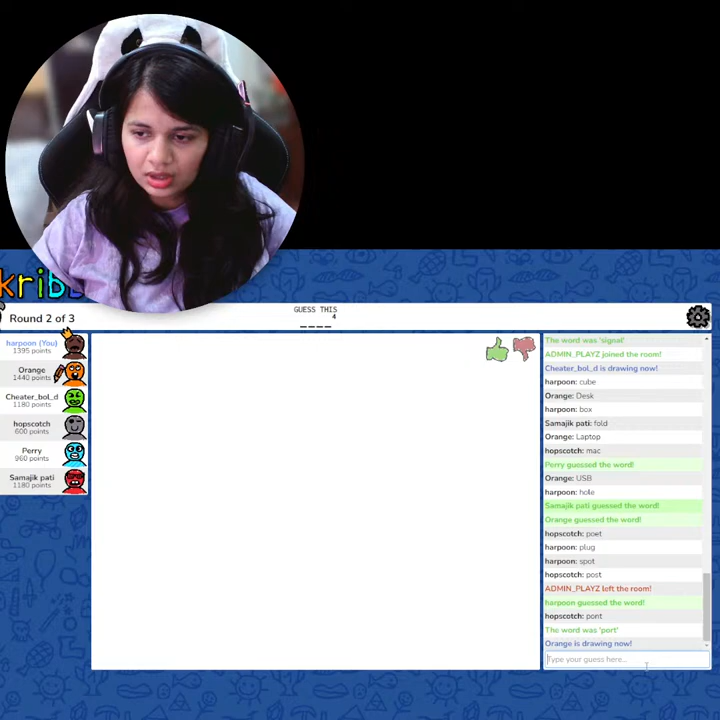 Round 2 of 3
GUESS THIS
4
____
harpoon (You)
1395 points
Orange
1440 points
Cheater_bol_d
1180 points
hopscotch
600 points
Perry
960 points
Samajik pati
1180 points
The word was 'signal'
ADMIN_PLAYZ joined the room!
Cheater_bol_d is drawing now!
harpoon: cube
Orange: Desk
harpoon: box
Samajik pati: fold
Orange: Laptop
hopscotch: mac
Perry guessed the word!
Orange: USB
harpoon: hole
Samajik pati guessed the word!
Orange guessed the word!
hopscotch: poet
harpoon: plug
harpoon: spot
hopscotch: post
ADMIN_PLAYZ left the room!
harpoon guessed the word!
hopscotch: pont
The word was 'port'
Orange is drawing now!
Type your guess here...